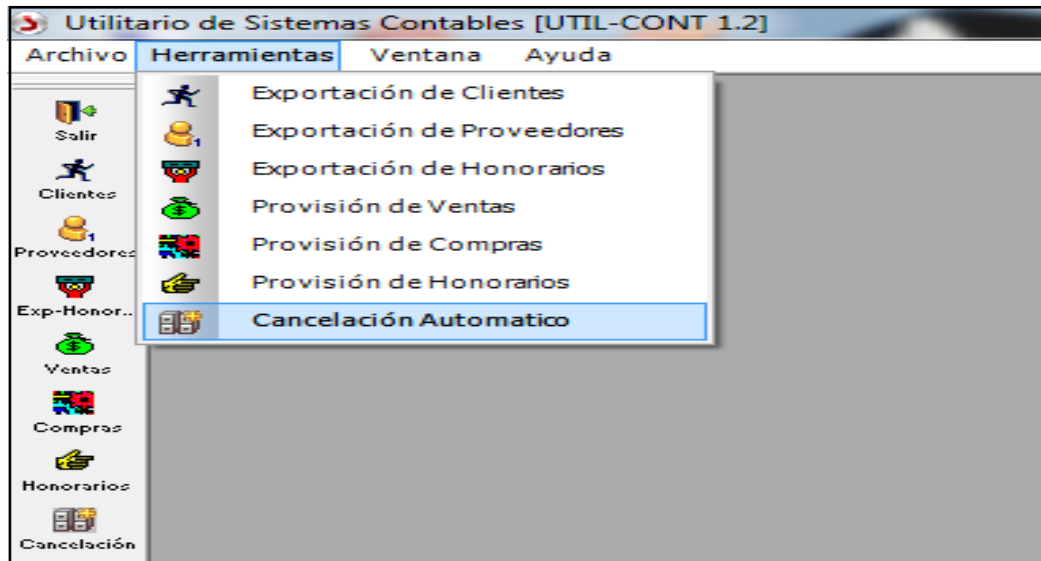 Utilitario de Sistemas Contables [UTIL-CONT 1.2]
Archivo Herramientas Ventana Ayuda
Exportación de Clientes
Exportación de Proveedores
Exportación de Honorarios
Provisión de Ventas
Provisión de Compras
Provisión de Honorarios
Cancelación Automatico
Salir
Clientes
Proveedores
Exp-Honor..
Ventas
Compras
Honorarios
Cancelación